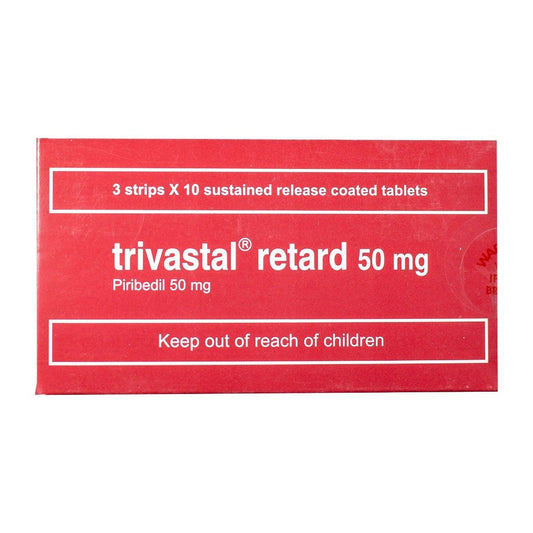 3 strips X 10 sustained release coated tablets
trivastal® retard 50 mg
Piribedil 50 mg
Keep out of reach of children